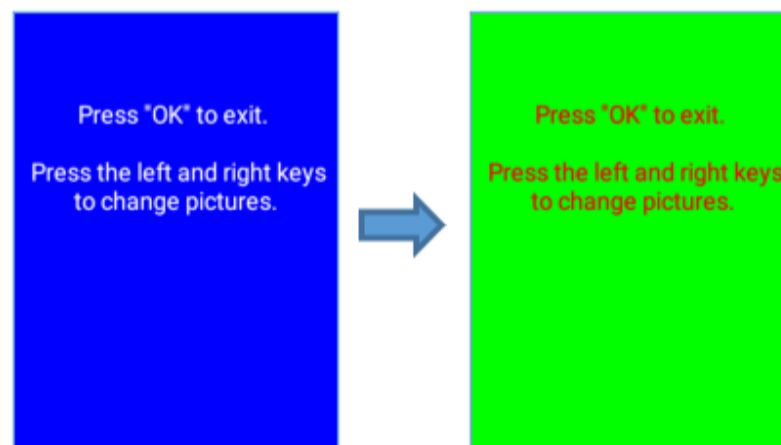 Press "OK" to exit.
Press the left and right keys
to change pictures.
Press "OK" to exit.
Press the left and right keys
to change pictures.